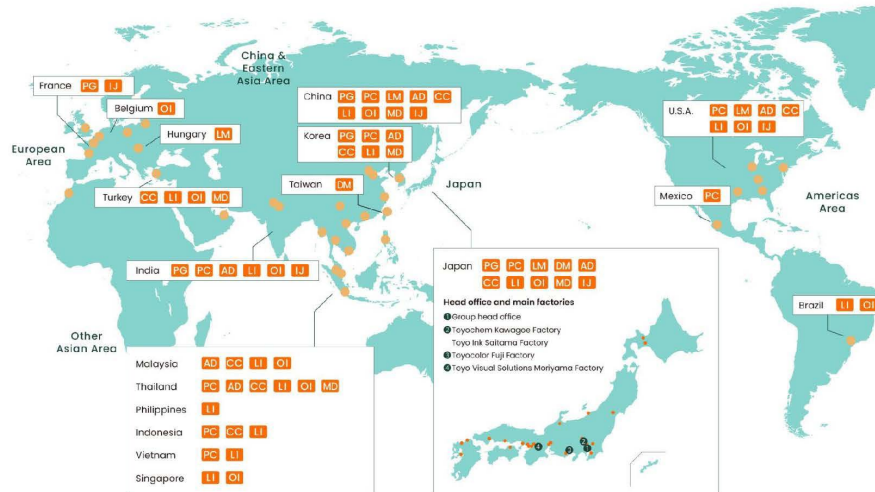 China &
Eastern
Asia Area
France PG IJ
Belgium OI
Hungary LM
European
Area
Turkey CC LI OI MD
China PG PC LM AD CC
LI OI MD IJ
Korea PG PC AD
CC LI MD
Taiwan DM
Japan
India PG PC AD LI OI IJ
U.S.A. PC LM AD CC
LI OI IJ
Mexico PC
Americas
Area
Brazil LI OI
Other
Asian Area
Malaysia AD CC LI OI
Thailand PC AD CC LI OI MD
Philippines LI
Indonesia PC CC LI
Vietnam PC LI
Singapore LI OI
Japan PG PC LM DM AD
CC LI OI MD IJ
Head office and main factories
1 Group head office
2 Toyochem Kawagoe Factory
Toyo Ink Saitama Factory
3 Toyocolor Fuji Factory
4 Toyo Visual Solutions Moriyama Factory
4
3
2
1